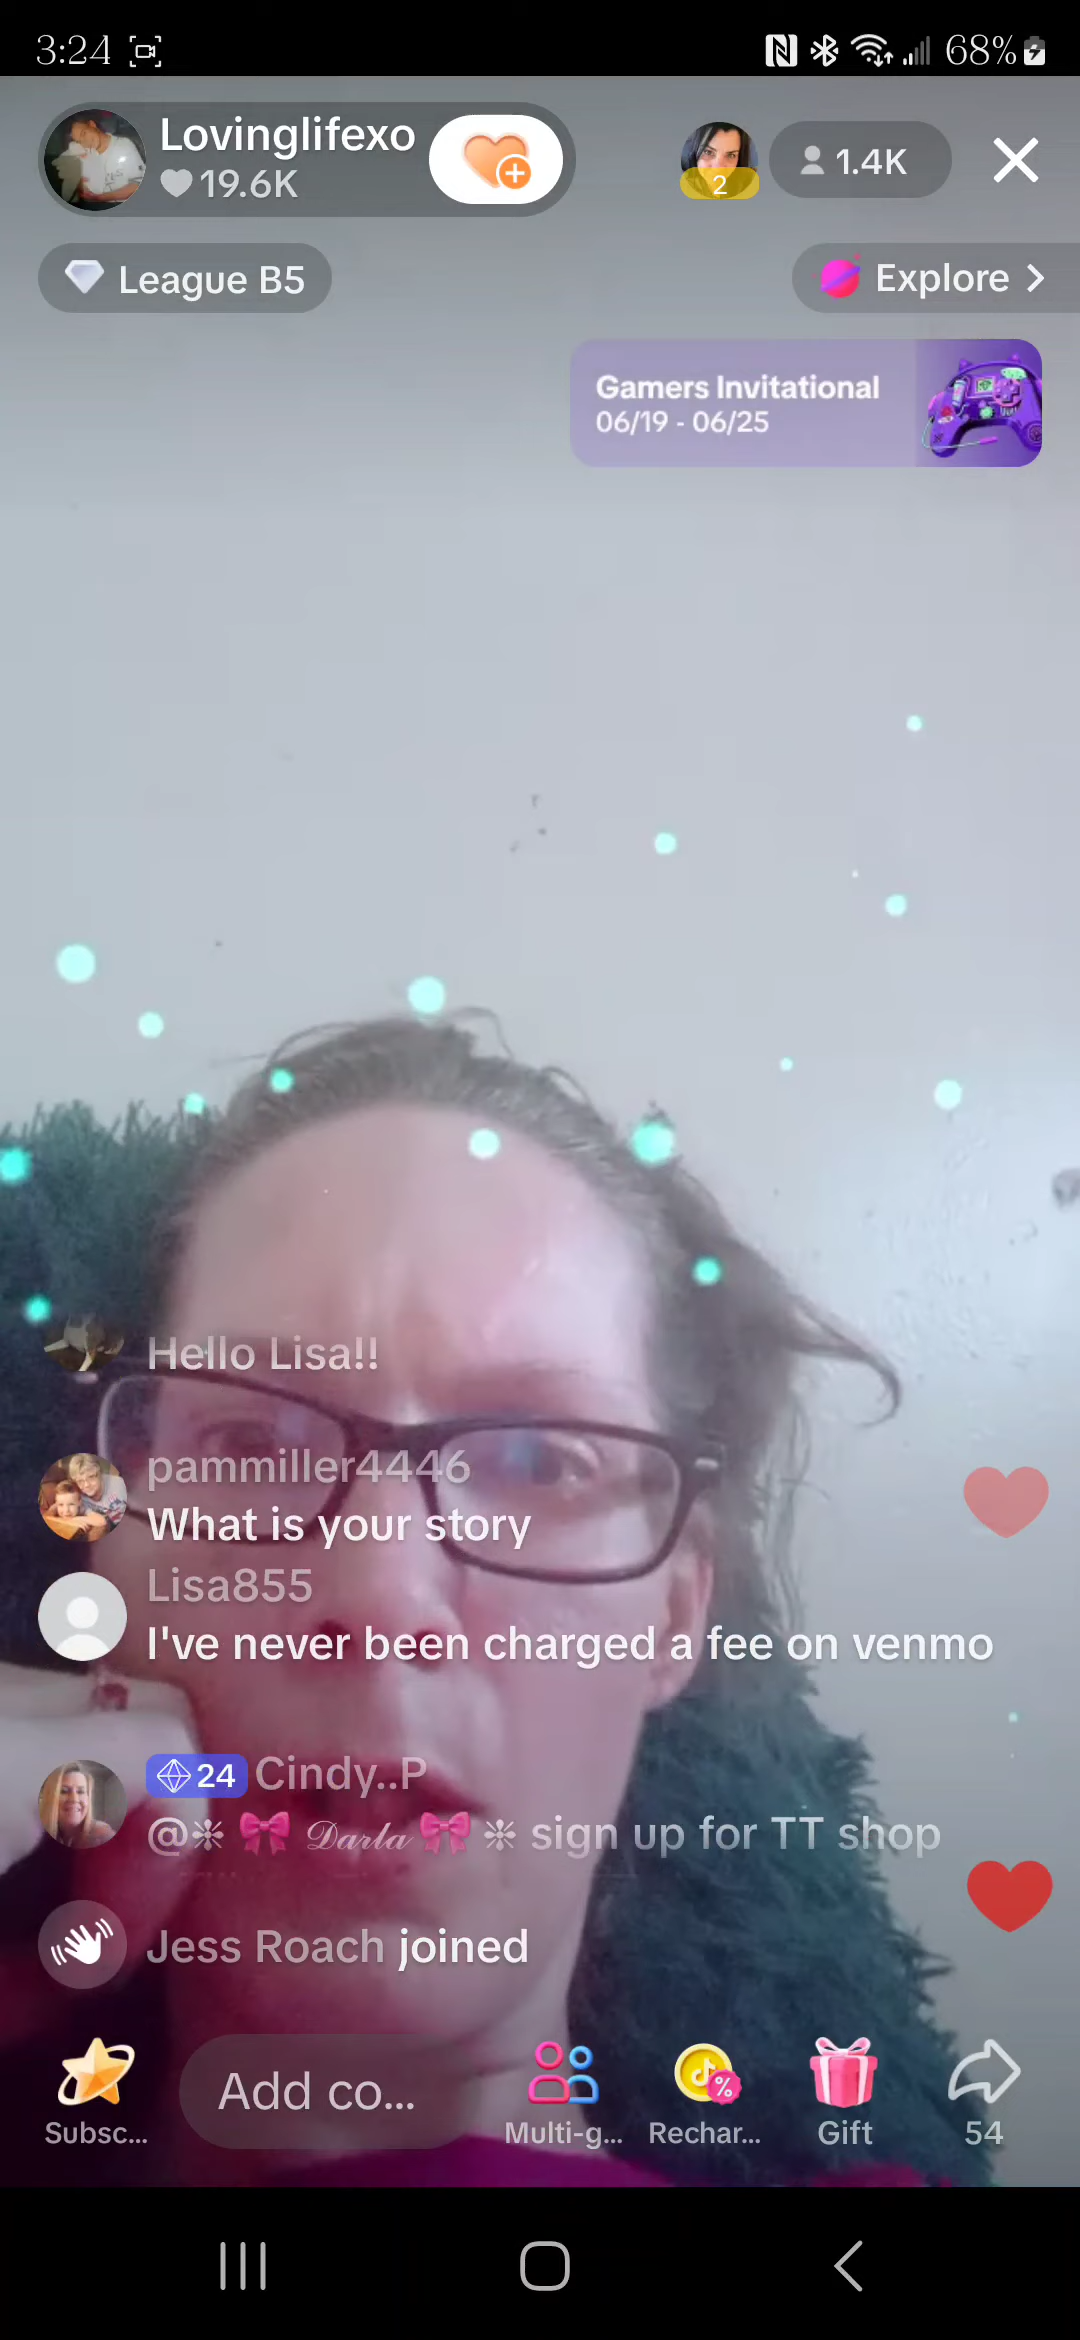 3:24
68%
Lovinglifexo
19.6K
2
1.4K
League B5
Explore
Gamers Invitational
06/19 - 06/25
Hello Lisa!!
pammiller4446
What is your story
Lisa855
I've never been charged a fee on venmo
24 Cindy..P
@❊ 🎀 𝒟𝒶𝓇𝓁𝒶 🎀 ❊ sign up for TT shop
Jess Roach joined
Subsc...
Add co...
Multi-g...
Rechar...
Gift
54